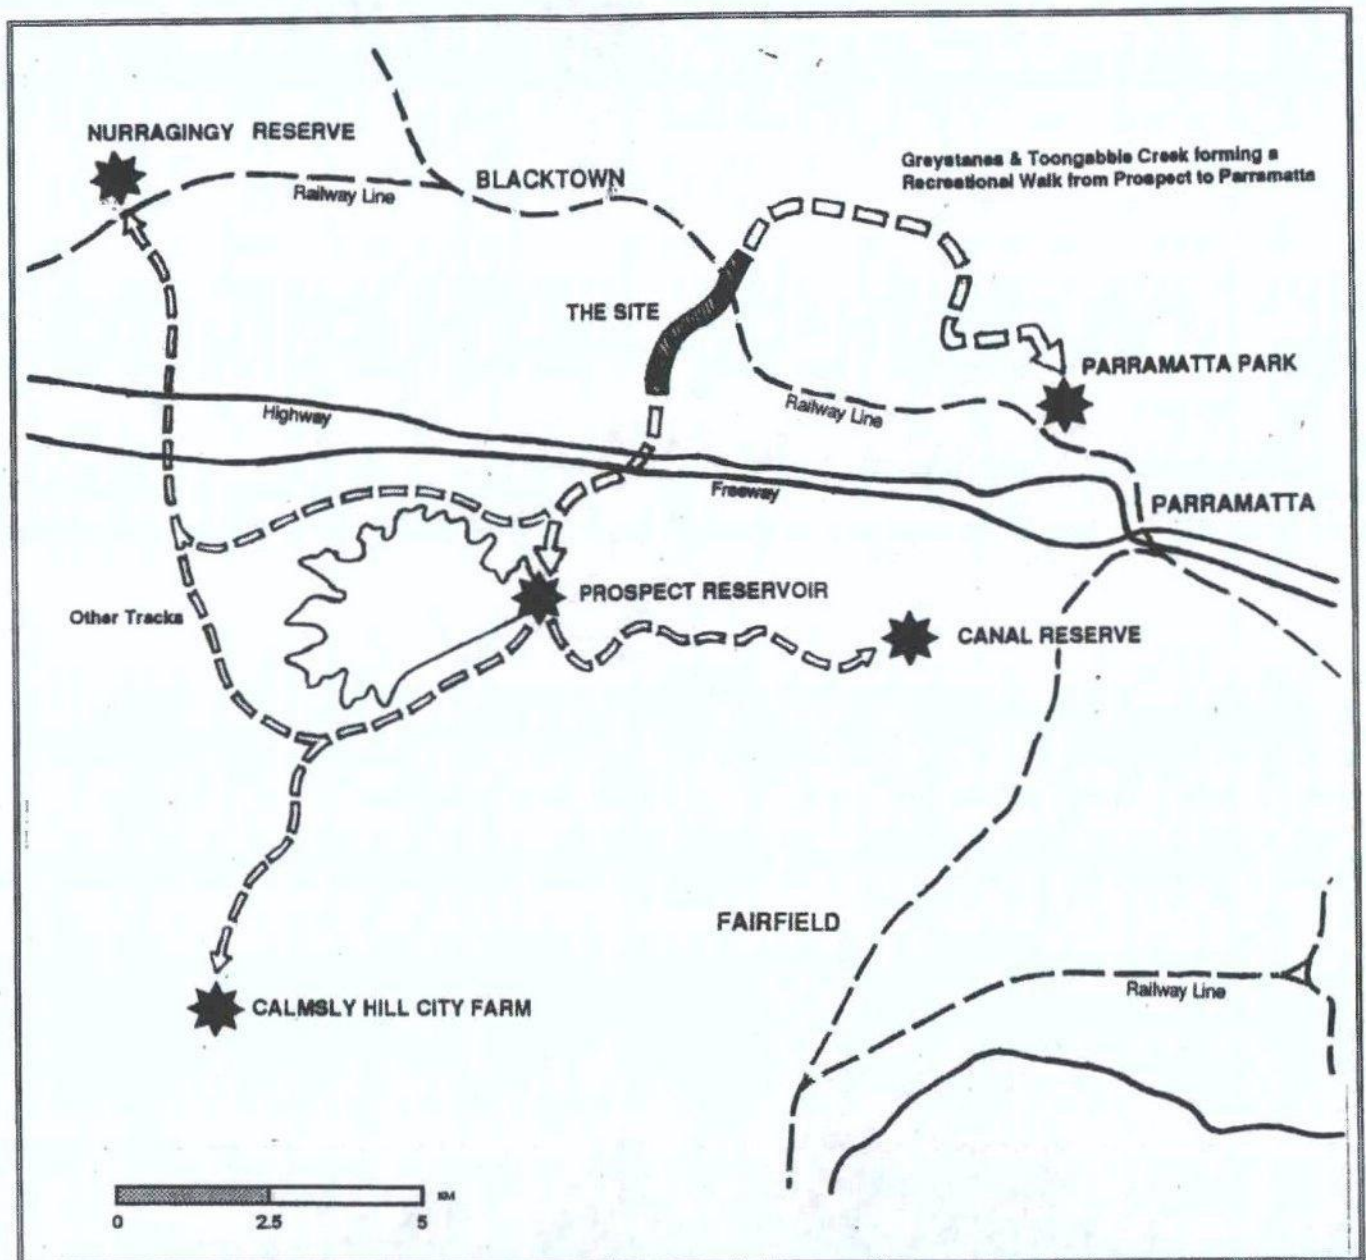 NURRAGINGY RESERVE
Greystanes & Toongabbie Creek forming a
Recreational Walk from Prospect to Parramatta
BLACKTOWN
Railway Line
THE SITE
PARRAMATTA PARK
Railway Line
Highway
Freeway
PARRAMATTA
PROSPECT RESERVOIR
Other Tracks
CANAL RESERVE
FAIRFIELD
Railway Line
CALMSLY HILL CITY FARM
KM
0 2.5 5